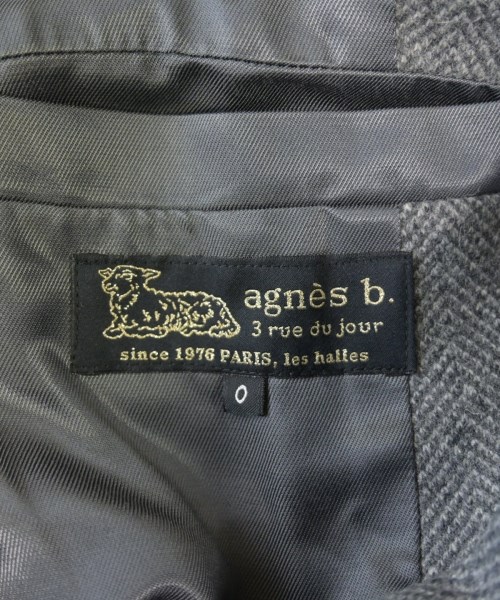 agnès b.
3 rue du jour
since 1976 PARIS, les halles
0